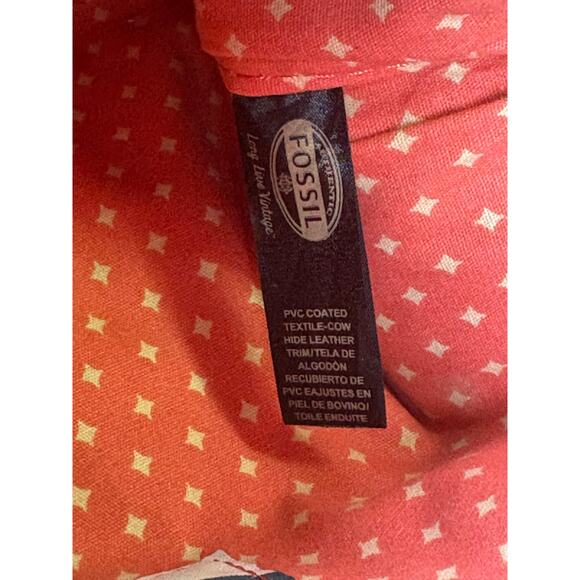 AUTHENTIC
FOSSIL
Long Live Vintage™
PVC COATED
TEXTILE-COW
HIDE LEATHER
TRIM/TELA DE
ALGODÓN
RECUBIERTO DE
PVC EAJUSTES EN
PIEL DE BOVINO/
TOILE ENDUITE